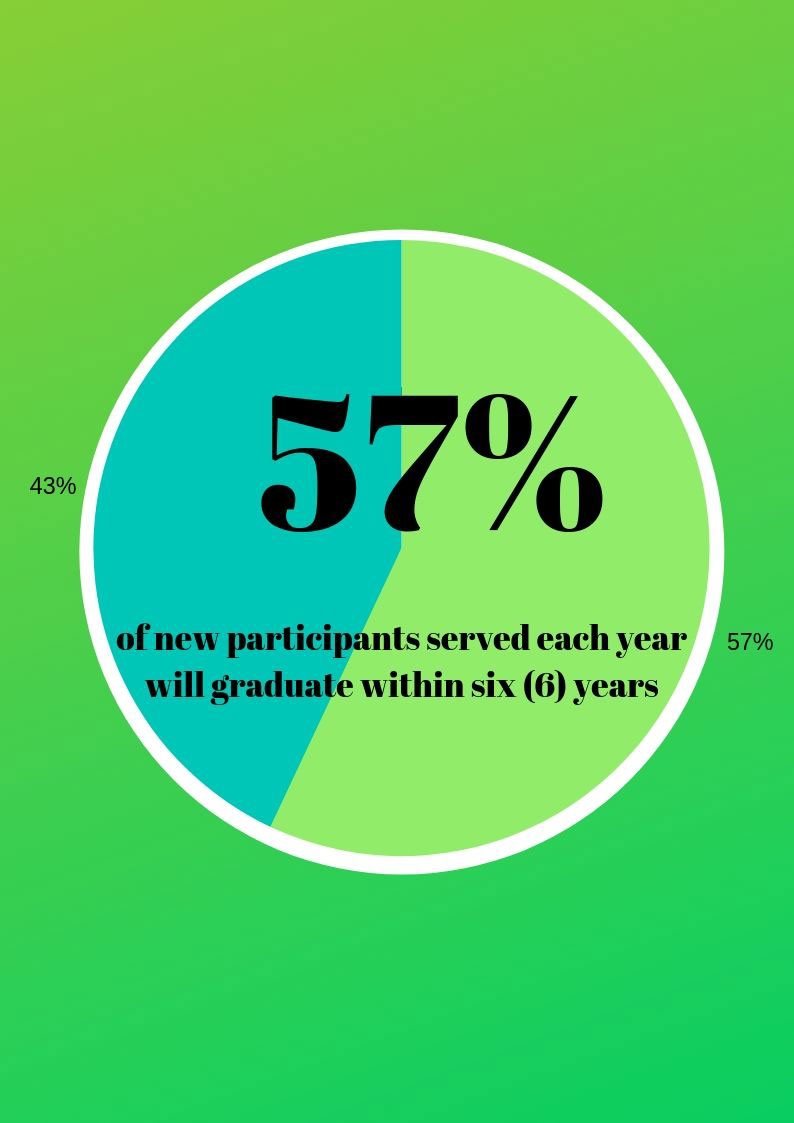 57%
43%
of new participants served each year
57%
will graduate within six (6) years